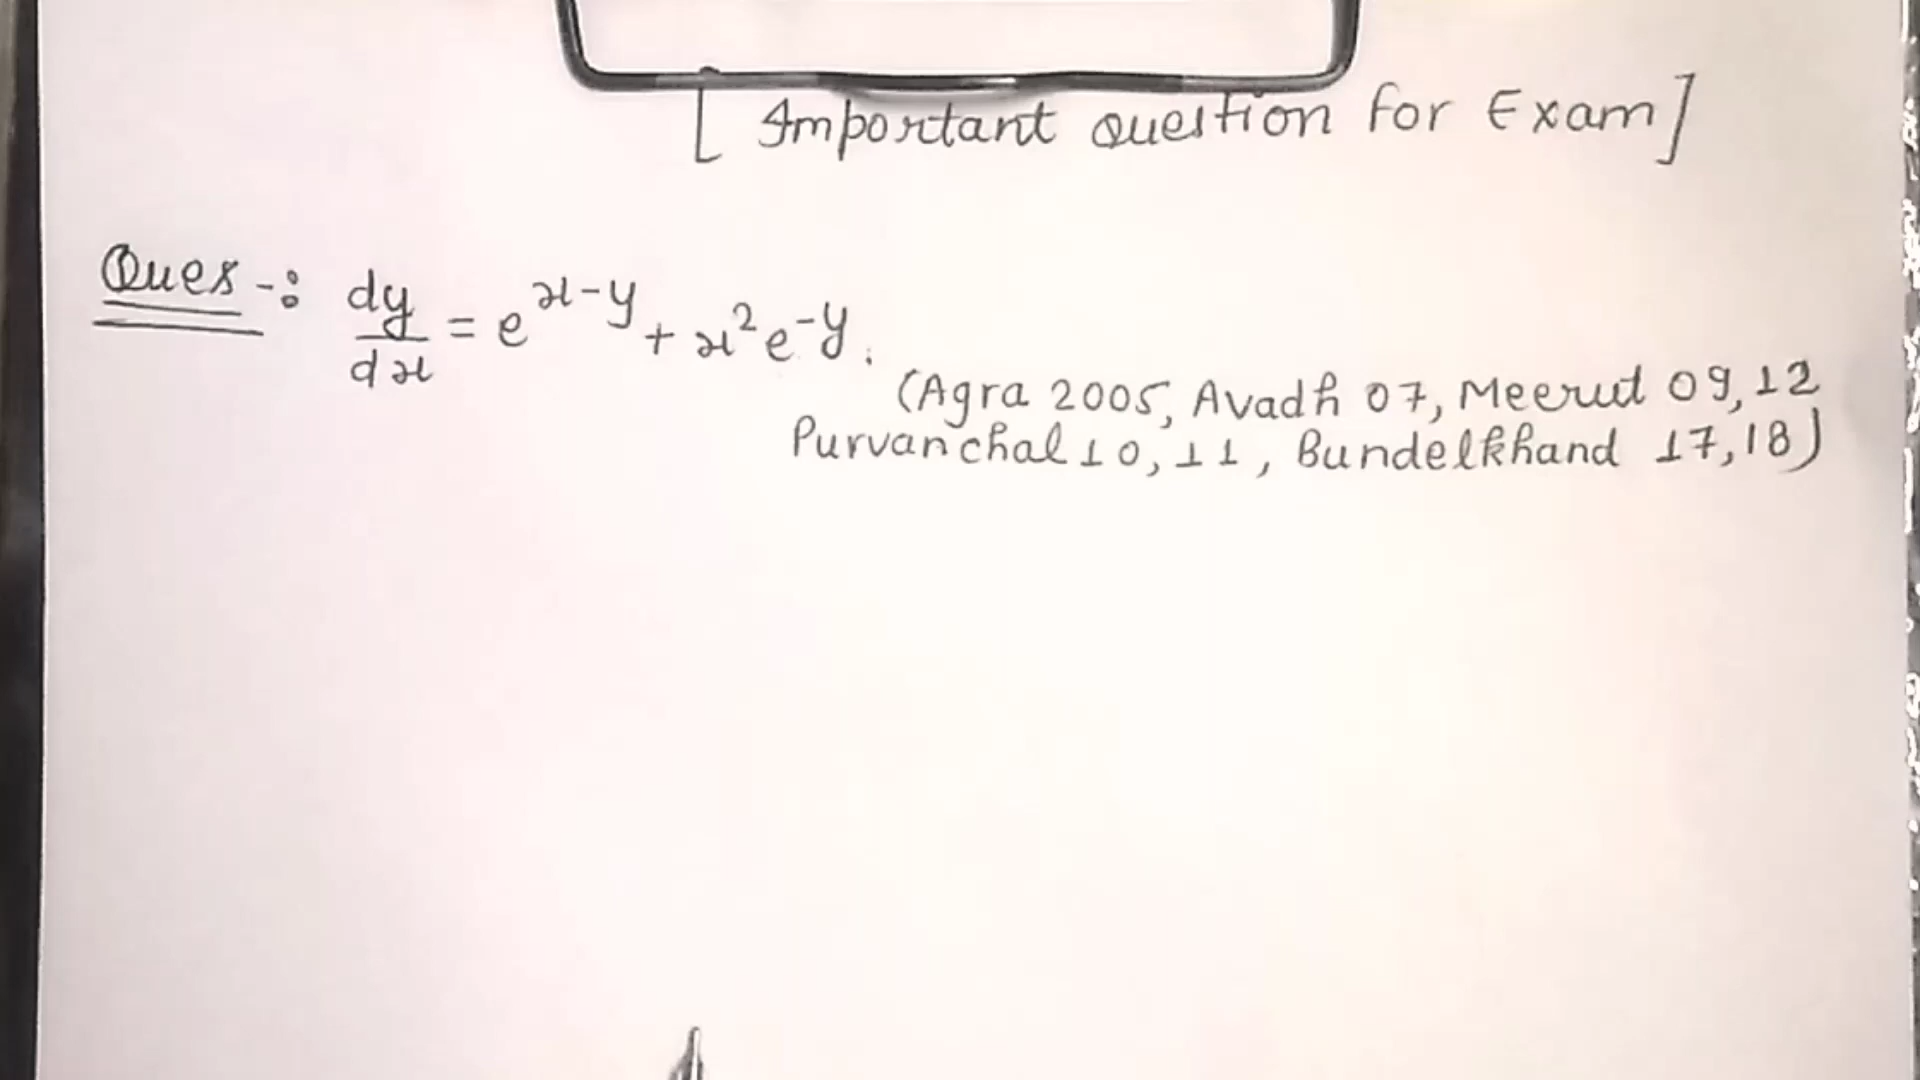 [ Important question for Exam]
Ques -: dy/dx = e^{x-y} + x^2 e^{-y}.
(Agra 2005, Avadh 07, Meerut 09,12
Purvanchal 10, 11, Bundelkhand 17,18)